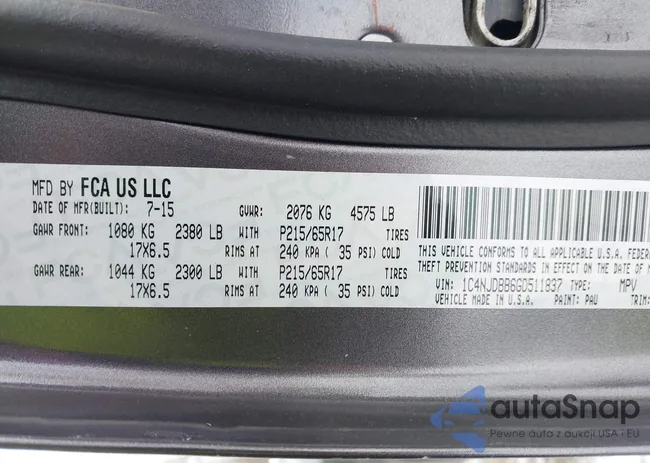 MFD BY FCA US LLC
DATE OF MFR(BUILT): 7-15 GVWR: 2076 KG 4575 LB
GAWR FRONT: 1080 KG 2380 LB WITH P215/65R17 TIRES
17X6.5 RIMS AT 240 KPA ( 35 PSI) COLD
GAWR REAR: 1044 KG 2300 LB WITH P215/65R17 TIRES
17X6.5 RIMS AT 240 KPA ( 35 PSI) COLD
THIS VEHICLE CONFORMS TO ALL APPLICABLE U.S.A. FEDERAL
THEFT PREVENTION STANDARDS IN EFFECT ON THE DATE OF
VIN: 1C4NJDBB6GD511837 TYPE: MPV
VEHICLE MADE IN U.S.A. PAINT: PAU TRIM:
autaSnap
Pewne auta z aukcji USA i EU